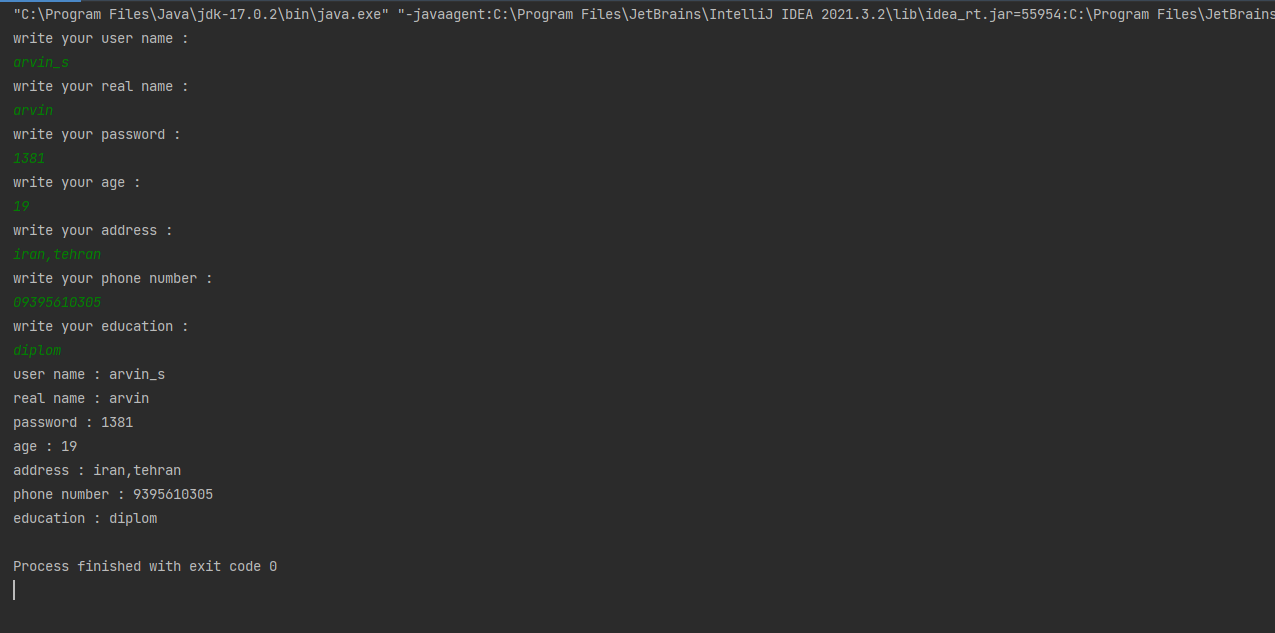 "C:\Program Files\Java\jdk-17.0.2\bin\java.exe" "-javaagent:C:\Program Files\JetBrains\IntelliJ IDEA 2021.3.2\lib\idea_rt.jar=55954:C:\Program Files\JetBrains
write your user name :
arvin_s
write your real name :
arvin
write your password :
1381
write your age :
19
write your address :
iran,tehran
write your phone number :
09395610305
write your education :
diplom
user name : arvin_s
real name : arvin
password : 1381
age : 19
address : iran,tehran
phone number : 9395610305
education : diplom
Process finished with exit code 0